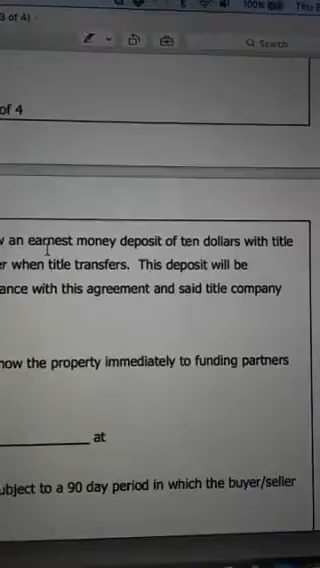 3 of 4)
100%
Thu
Search
of 4
an earnest money deposit of ten dollars with title
when title transfers. This deposit will be
ance with this agreement and said title company
how the property immediately to funding partners
at
ubject to a 90 day period in which the buyer/seller